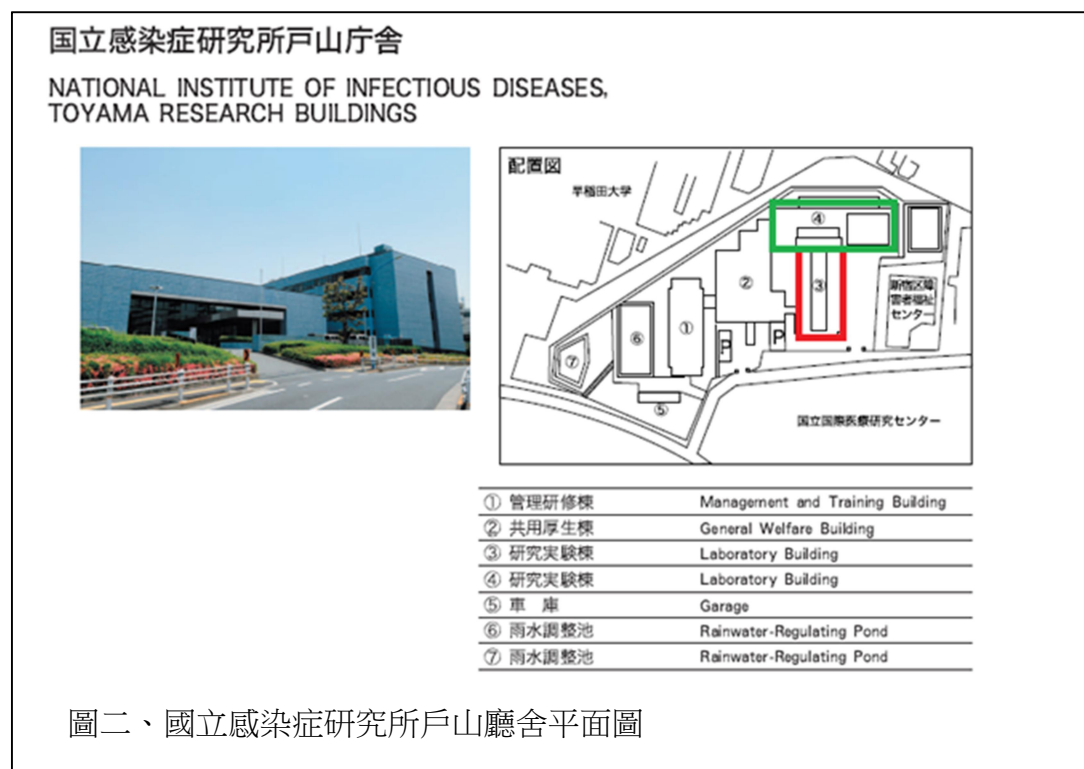 国立感染症研究所戸山庁舎
NATIONAL INSTITUTE OF INFECTIOUS DISEASES,
TOYAMA RESEARCH BUILDINGS
配置図
早稲田大学
④
②
③
新宿区障
害者福祉
センター
①
P
P
⑥
⑦
⑤
国立国際医療研究センター
① 管理研修棟 Management and Training Building
② 共用厚生棟 General Welfare Building
③ 研究実験棟 Laboratory Building
④ 研究実験棟 Laboratory Building
⑤ 車 庫 Garage
⑥ 雨水調整池 Rainwater-Regulating Pond
⑦ 雨水調整池 Rainwater-Regulating Pond
圖二、國立感染症研究所戶山廳舍平面圖